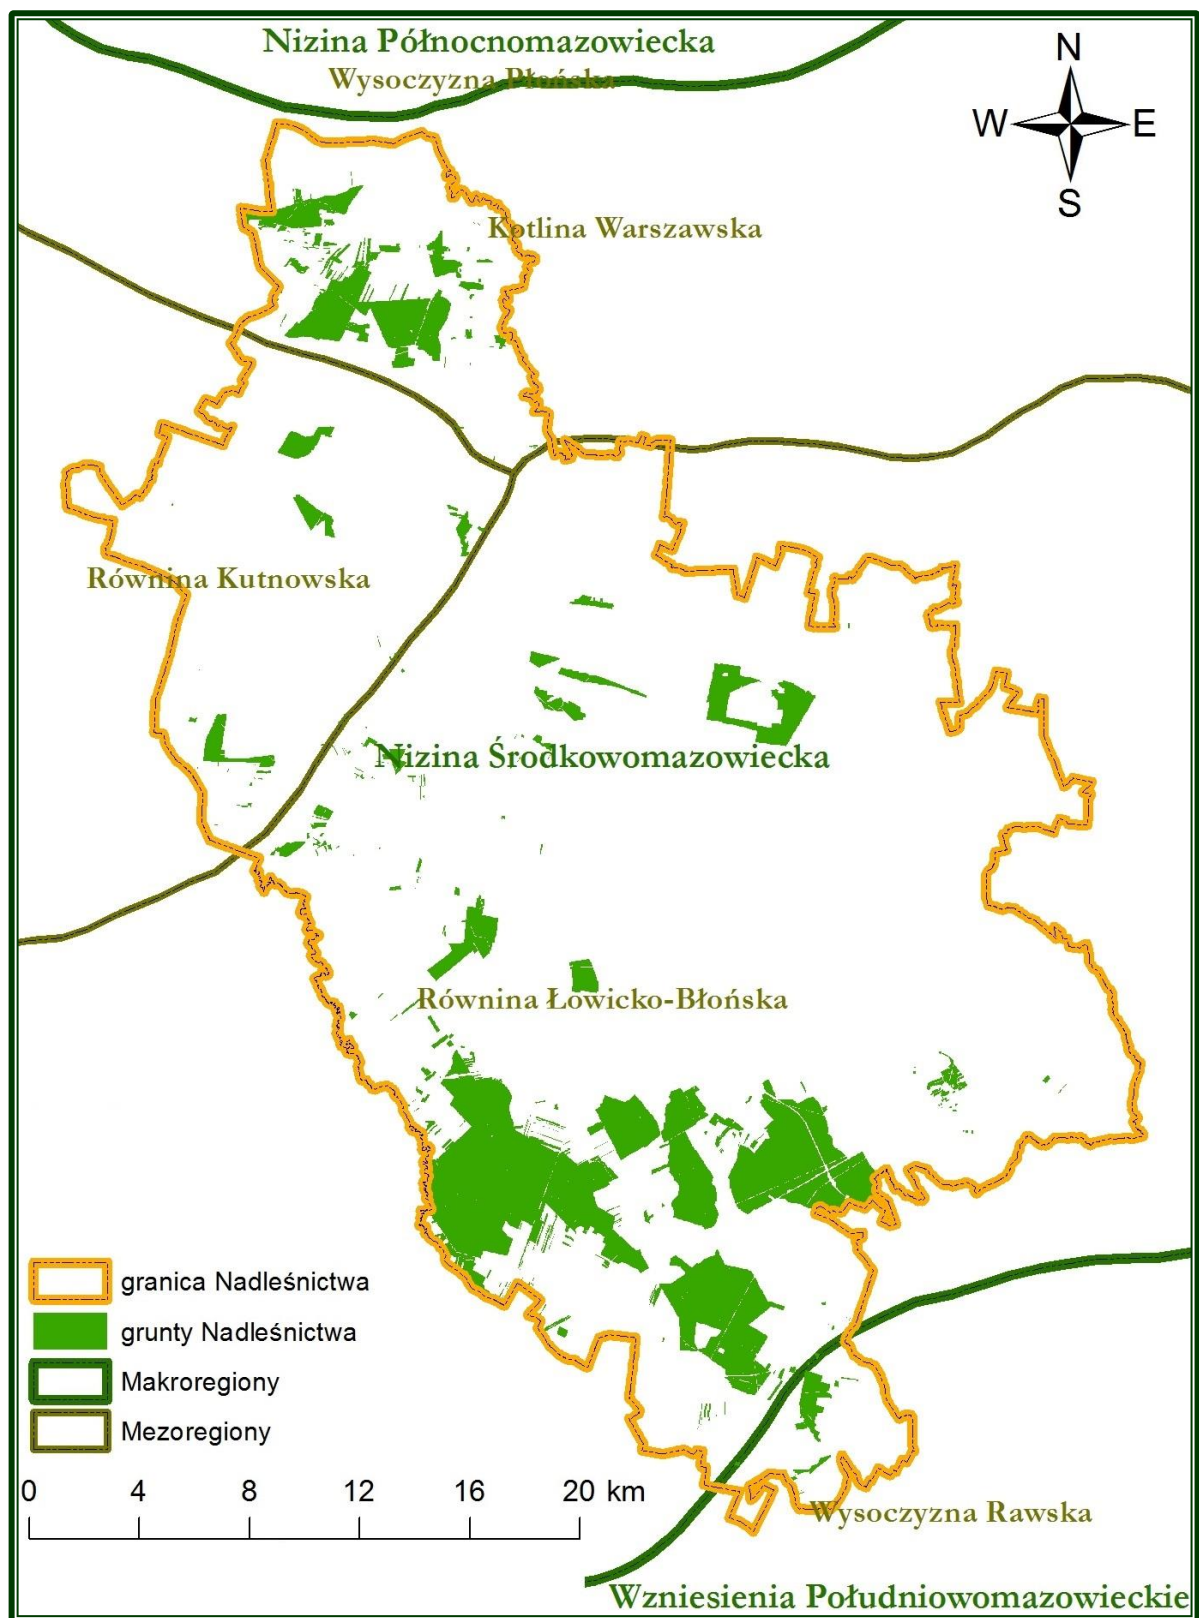 Nizina Północnomazowiecka
Wysoczyzna Płońska
N
W E
S
Kotlina Warszawska
Równina Kutnowska
Nizina Środkowomazowiecka
Równina Łowicko-Błońska
granica Nadleśnictwa
grunty Nadleśnictwa
Makroregiony
Mezoregiony
0 4 8 12 16 20 km
Wysoczyzna Rawska
Wzniesienia Południowomazowieckie